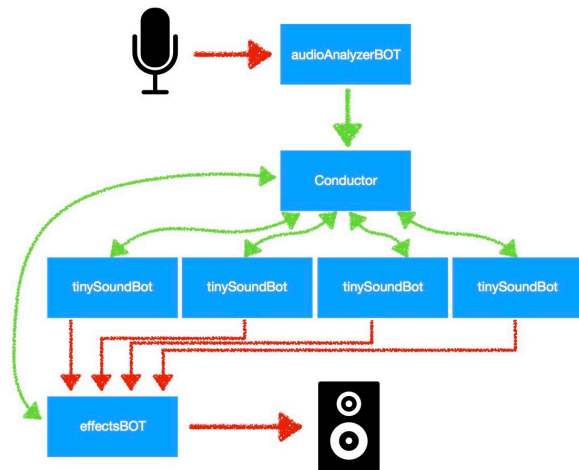 audioAnalyzerBOT
Conductor
tinySoundBot
tinySoundBot
tinySoundBot
tinySoundBot
effectsBOT